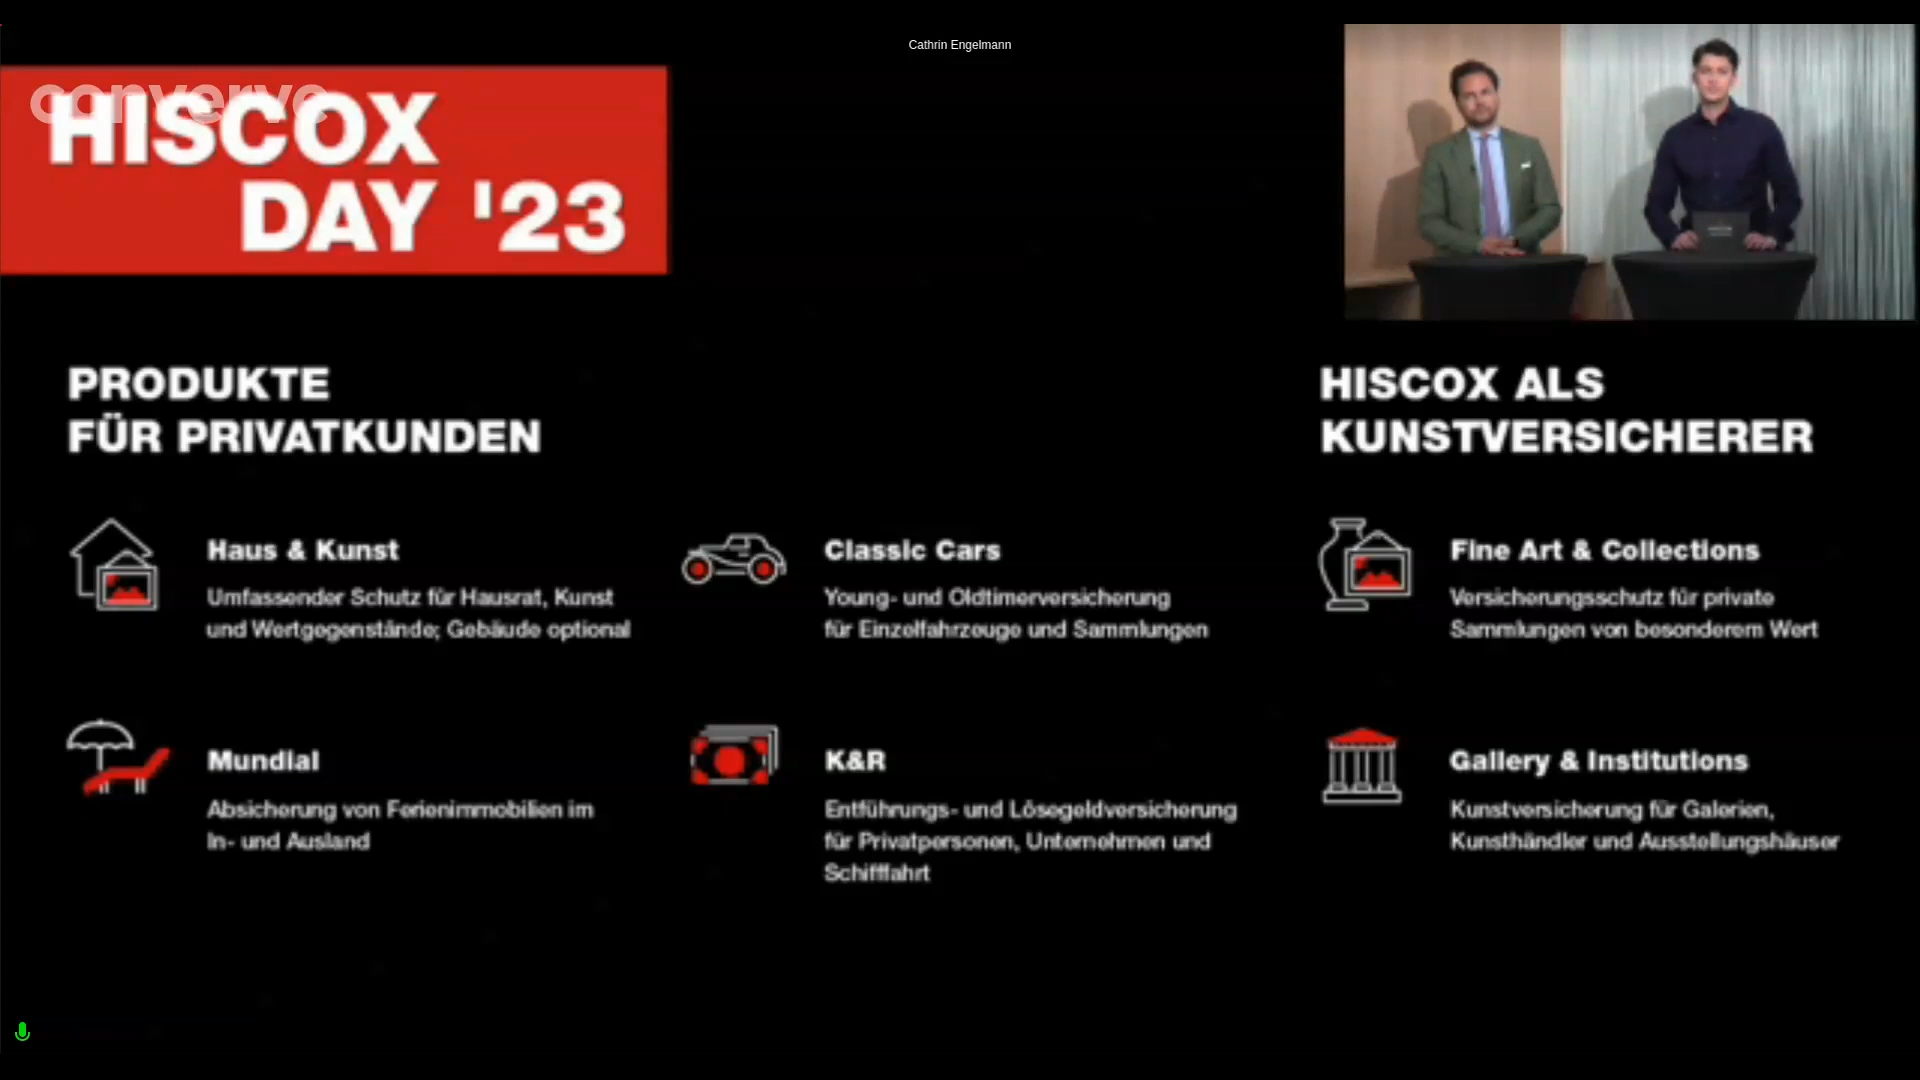 Cathrin Engelmann
converve
HISCOX
DAY '23
PRODUKTE
FÜR PRIVATKUNDEN
Haus & Kunst
Umfassender Schutz für Hausrat, Kunst
und Wertgegenstände; Gebäude optional
Classic Cars
Young- und Oldtimerversicherung
für Einzelfahrzeuge und Sammlungen
Mundial
Absicherung von Ferienimmobilien im
In- und Ausland
K&R
Entführungs- und Lösegeldversicherung
für Privatpersonen, Unternehmen und
Schifffahrt
HISCOX ALS
KUNSTVERSICHERER
Fine Art & Collections
Versicherungsschutz für private
Sammlungen von besonderem Wert
Gallery & Institutions
Kunstversicherung für Galerien,
Kunsthändler und Ausstellungshäuser